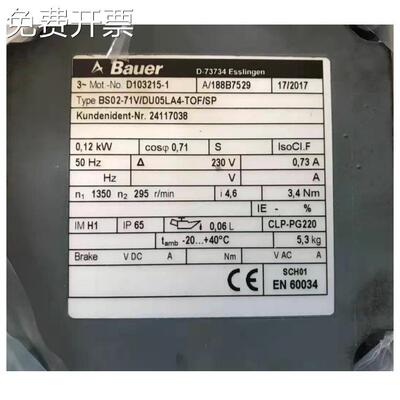 免费开票
Bauer
D-73734 Esslingen
3~ Mot.-No. D103215-1 A/188B7529 17/2017
Type BS02-71V/DU05LA4-TOF/SP
Kundenident-Nr. 24117038
0,12 kW cosφ 0,71 S IsoCl.F
50 Hz Δ 230 V 0,73 A
Hz V A
n1 1350 n2 295 r/min i 4,6 3,4 Nm
IE - %
IM H1 IP 65 0,06 L CLP-PG220
tamb -20...+40°C 5,3 kg
Brake V DC A Nm V AC A
CE
SCH01
EN 60034